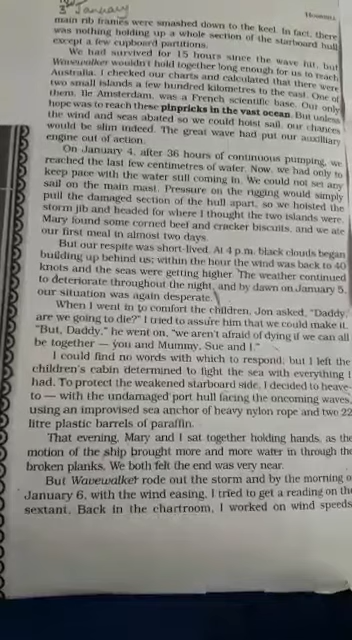 3rd January
HORNBILL
main rib frames were smashed down to the keel. In fact, there
was nothing holding up a whole section of the starboard hull
except a few cupboard partitions.
We had survived for 15 hours since the wave hit, but
Wavewalker wouldn't hold together long enough for us to reach
Australia. I checked our charts and calculated that there were
two small islands a few hundred kilometres to the east. One of
them, Ile Amsterdam, was a French scientific base. Our only
hope was to reach these pinpricks in the vast ocean. But unless
the wind and seas abated so we could hoist sail, our chances
would be slim indeed. The great wave had put our auxilliary
engine out of action.
On January 4, after 36 hours of continuous pumping, we
reached the last few centimetres of water. Now, we had only to
keep pace with the water still coming in. We could not set any
sail on the main mast. Pressure on the rigging would simply
pull the damaged section of the hull apart, so we hoisted the
storm jib and headed for where I thought the two islands were.
Mary found some corned beef and cracker biscuits, and we ate
our first meal in almost two days.
But our respite was short-lived. At 4 p.m. black clouds began
building up behind us; within the hour the wind was back to 40
knots and the seas were getting higher. The weather continued
to deteriorate throughout the night, and by dawn on January 5,
our situation was again desperate.
When I went in to comfort the children, Jon asked, "Daddy,
are we going to die?" I tried to assure him that we could make it.
"But, Daddy," he went on, "we aren't afraid of dying if we can all
be together — you and Mummy, Sue and I."
I could find no words with which to respond, but I left the
children's cabin determined to fight the sea with everything I
had. To protect the weakened starboard side, I decided to heave-
to — with the undamaged port hull facing the oncoming waves,
using an improvised sea anchor of heavy nylon rope and two 22
litre plastic barrels of paraffin.
That evening, Mary and I sat together holding hands, as the
motion of the ship brought more and more water in through the
broken planks. We both felt the end was very near.
But Wavewalker rode out the storm and by the morning o
January 6, with the wind easing, I tried to get a reading on the
sextant. Back in the chartroom, I worked on wind speeds